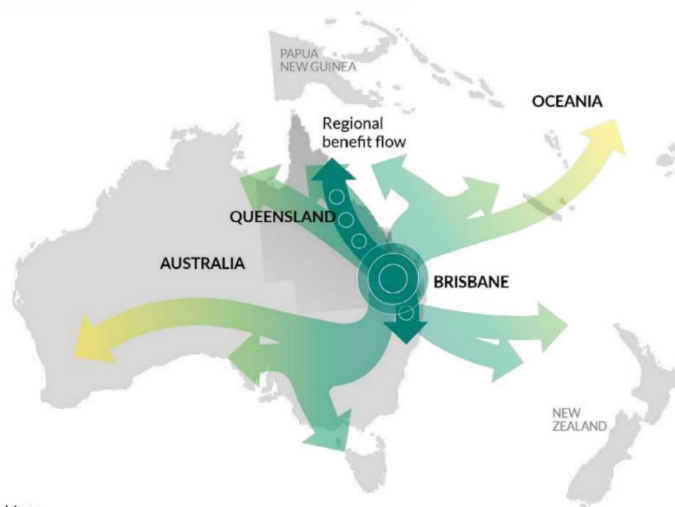 PAPUA
NEW GUINEA
OCEANIA
Regional
benefit flow
QUEENSLAND
AUSTRALIA
BRISBANE
NEW
ZEALAND